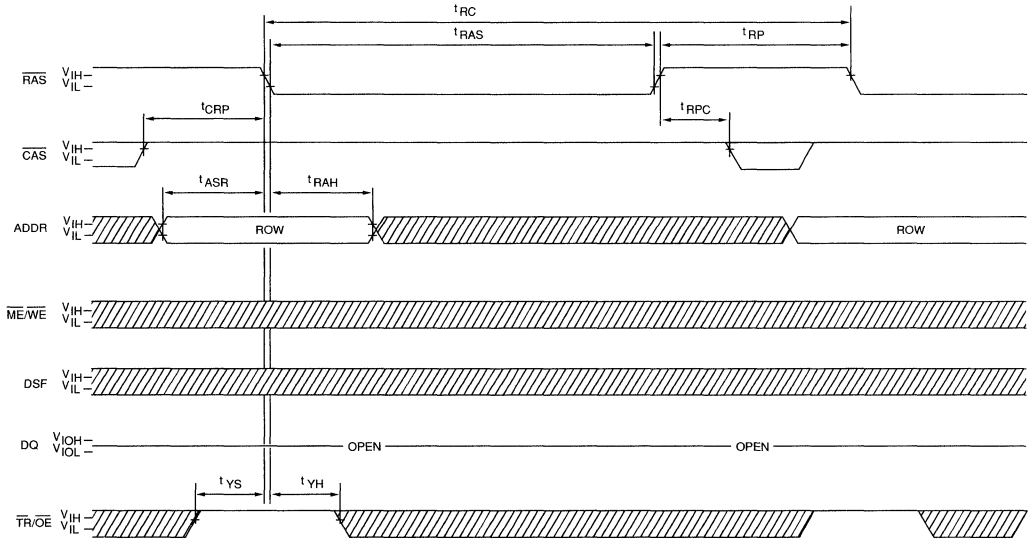 tRC
tRAS
tRP
RAS VIH
VIL
tCRP
tRPC
CAS VIH
VIL
tASR
tRAH
ADDR VIH
VIL
ROW
ROW
ME/WE VIH
VIL
DSF VIH
VIL
DQ VIOH
VIOL
OPEN
OPEN
tYS
tYH
TR/OE VIH
VIL